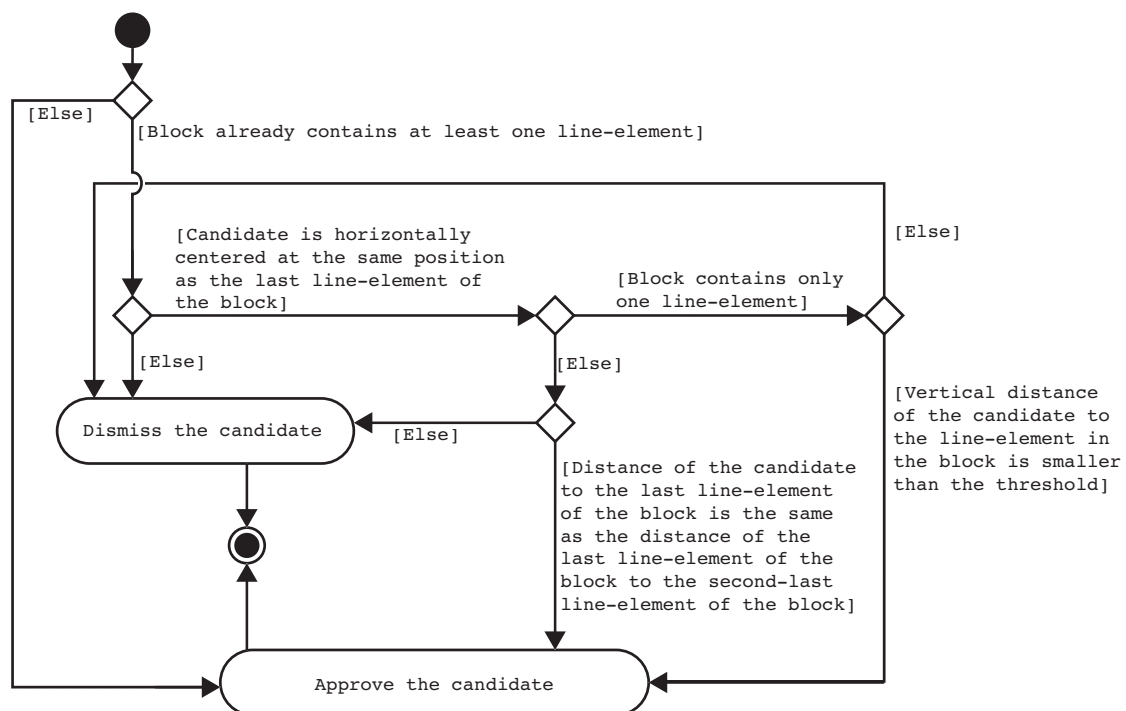 [Else]
[Block already contains at least one line-element]
[Candidate is horizontally
centered at the same position
as the last line-element of
the block]
[Else]
[Block contains only
one line-element]
[Else]
[Else]
[Vertical distance
of the candidate to
the line-element in
the block is smaller
than the threshold]
Dismiss the candidate
[Else]
[Distance of the candidate
to the last line-element
of the block is the same
as the distance of the
last line-element of the
block to the second-last
line-element of the block]
Approve the candidate